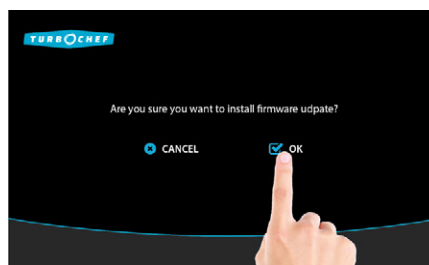 TURBOCHEF
Are you sure you want to install firmware udpate?
CANCEL OK